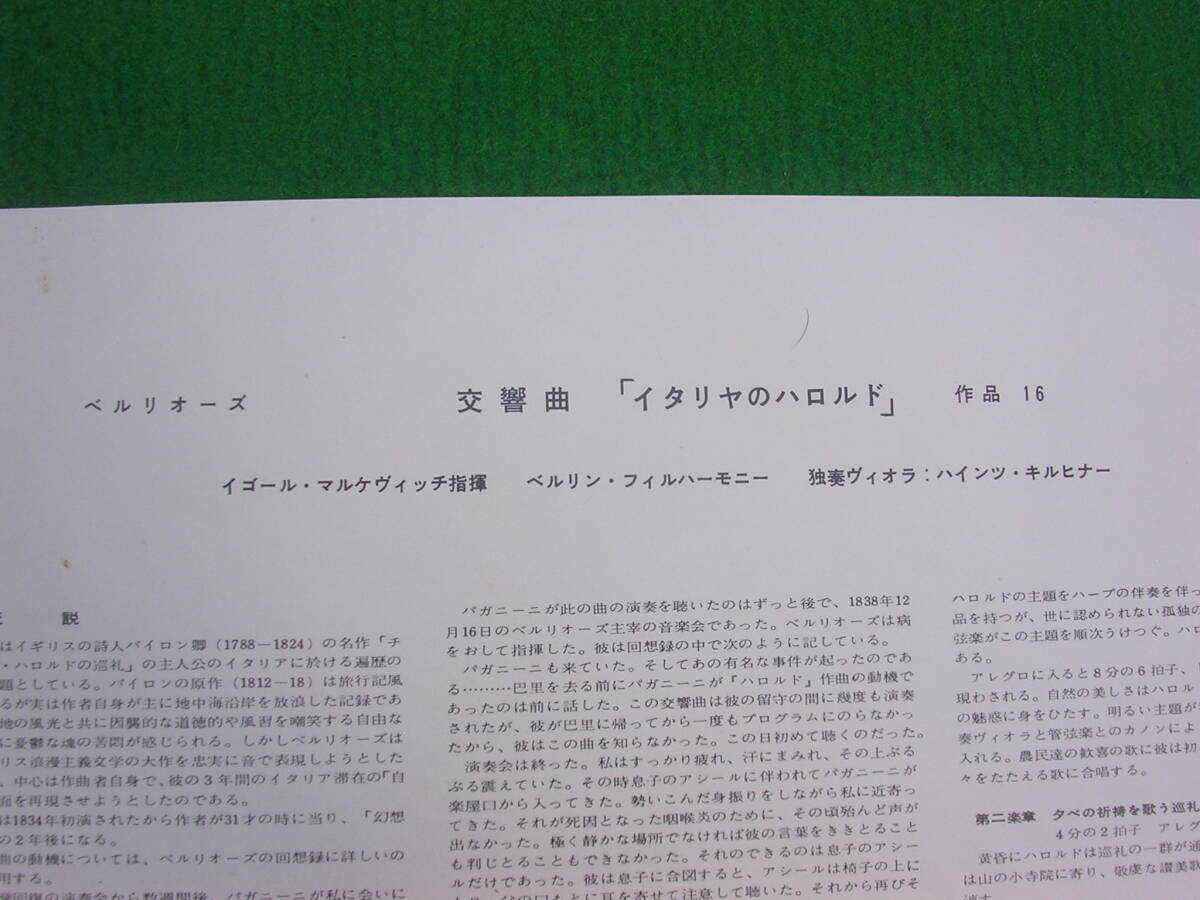 ベルリオーズ 交響曲 「イタリヤのハロルド」 作品 16
イゴール・マルケヴィッチ指揮 ベルリン・フィルハーモニー 独奏ヴィオラ：ハインツ・キルヒナー
説
はイギリスの詩人バイロン卿（1788－1824）の名作「チ
・ハロルドの巡礼」の主人公のイタリアに於ける遍歴の
題としている。バイロンの原作（1812－18）は旅行記風
るが実は作者自身が主に地中海沿岸を放浪した記録であ
地の風光と共に因襲的な道徳的や風習を嘲笑する自由な
に憂鬱な魂の苦悶が感じられる。しかしベルリオーズは
リス浪漫主義文学の大作を忠実に音で表現しようとした
、中心は作曲者自身で、彼の3年間のイタリア滞在の「自
面を再現させようとしたのである。
は1834年初演されたから作者が31才の時に当り、「幻想
の2年後になる。
曲の動機については、ベルリオーズの回想録に詳しいの
用する。
パガニーニが此の曲の演奏を聴いたのはずっと後で、1838年12
月16日のベルリオーズ主宰の音楽会であった。ベルリオーズは病
をおして指揮した。彼は回想録の中で次のように記している。
パガニーニも来ていた。そしてあの有名な事件が起ったのであ
る………巴里を去る前にパガニーニが『ハロルド』作曲の動機で
あったのは前に話した。この交響曲は彼の留守の間に幾度も演奏
されたが、彼が巴里に帰ってから一度もプログラムにのらなかっ
たから、彼はこの曲を知らなかった。この日初めて聴くのだった。
演奏会は終った。私はすっかり疲れ、汗にまみれ、その上ぶる
ぶる震えていた。その時息子のアシールに伴われてパガニーニが
楽屋口から入ってきた。勢いこんだ身振りをしながら私に近寄っ
てきた。それが死因となった咽喉炎のために、その頃殆んど声が
出なかった。極く静かな場所でなければ彼の言葉をききとること
も判じとることもできなかった。それのできるのは息子のアシー
ルだけであった。彼は息子に合図すると、アシールは椅子の上に
ハロルドの主題をハープの伴奏を伴っ
品を持つが、世に認められない孤独の
弦楽がこの主題を順次うけつぐ。ハロ
ある。
アレグロに入ると8分の6拍子、
現わされる。自然の美しさはハロル
の魅惑に身をひたす。明るい主題が
奏ヴィオラと管弦楽とのカノンによ
入れる。農民達の歓喜の歌に彼は初
々をたたえる歌に合唱する。
第二楽章 タベの祈祷を歌う巡礼
4分の2拍子 アレグ
黄昏にハロルドは巡礼の一群が通
は山の小寺院に寄り、敬虔な讃美歌